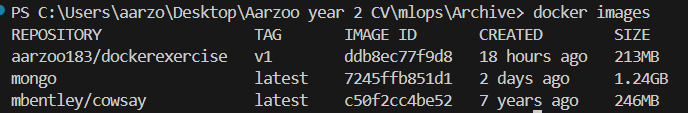 PS C:\Users\aarzo\Desktop\Aarzoo year 2 CV\mlops\Archive> docker images
REPOSITORY TAG IMAGE ID CREATED SIZE
aarzoo183/dockerexercise v1 ddb8ec77f9d8 18 hours ago 213MB
mongo latest 7245ffb851d1 2 days ago 1.24GB
mbentley/cowsay latest c50f2cc4be52 7 years ago 246MB